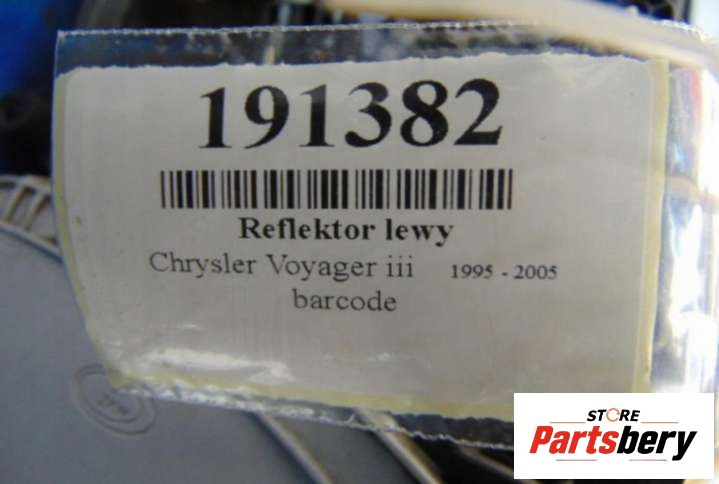 191382
Reflektor lewy
Chrysler Voyager iii 1995 - 2005
barcode
STORE
Partsbery